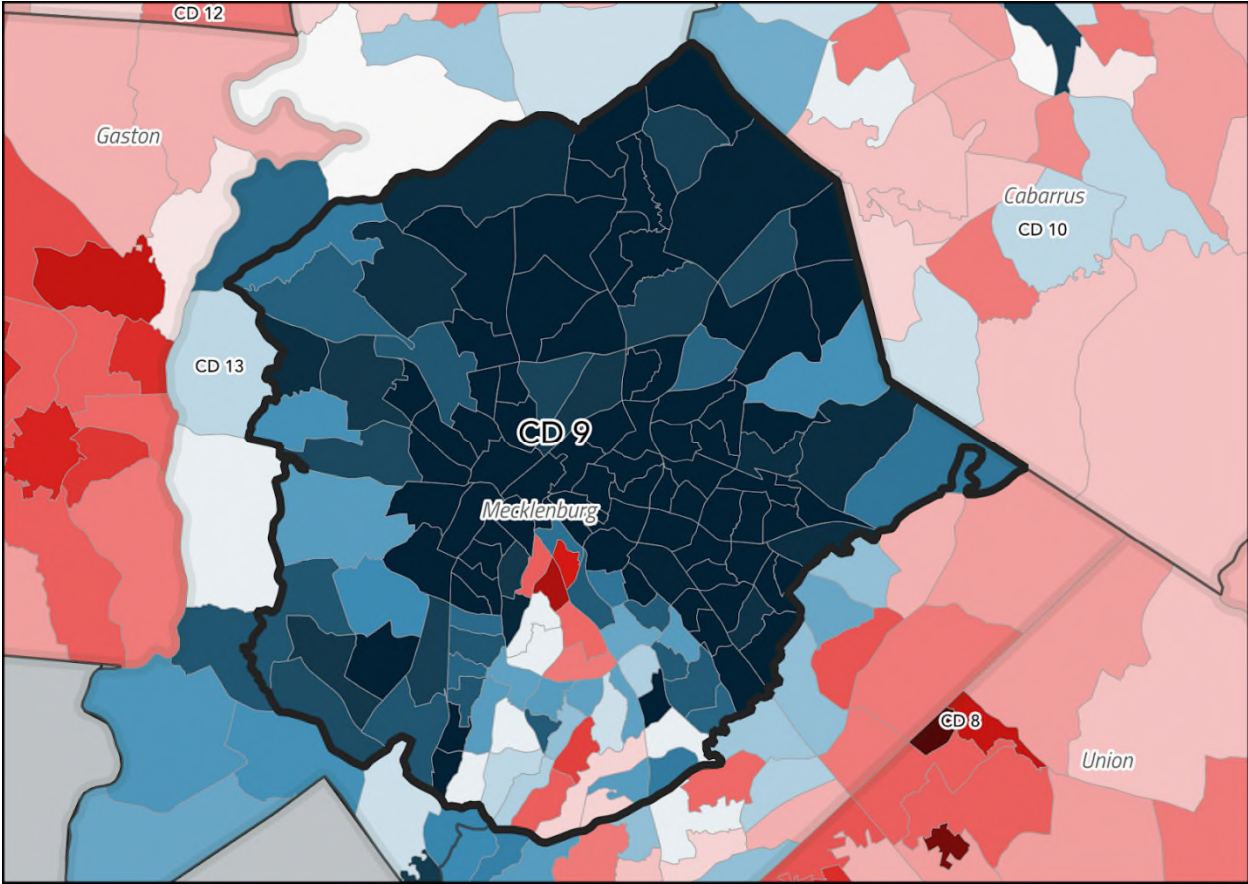 CD 12
Gaston
Cabarrus
CD 10
CD 13
CD 9
Mecklenburg
CD 8
Union